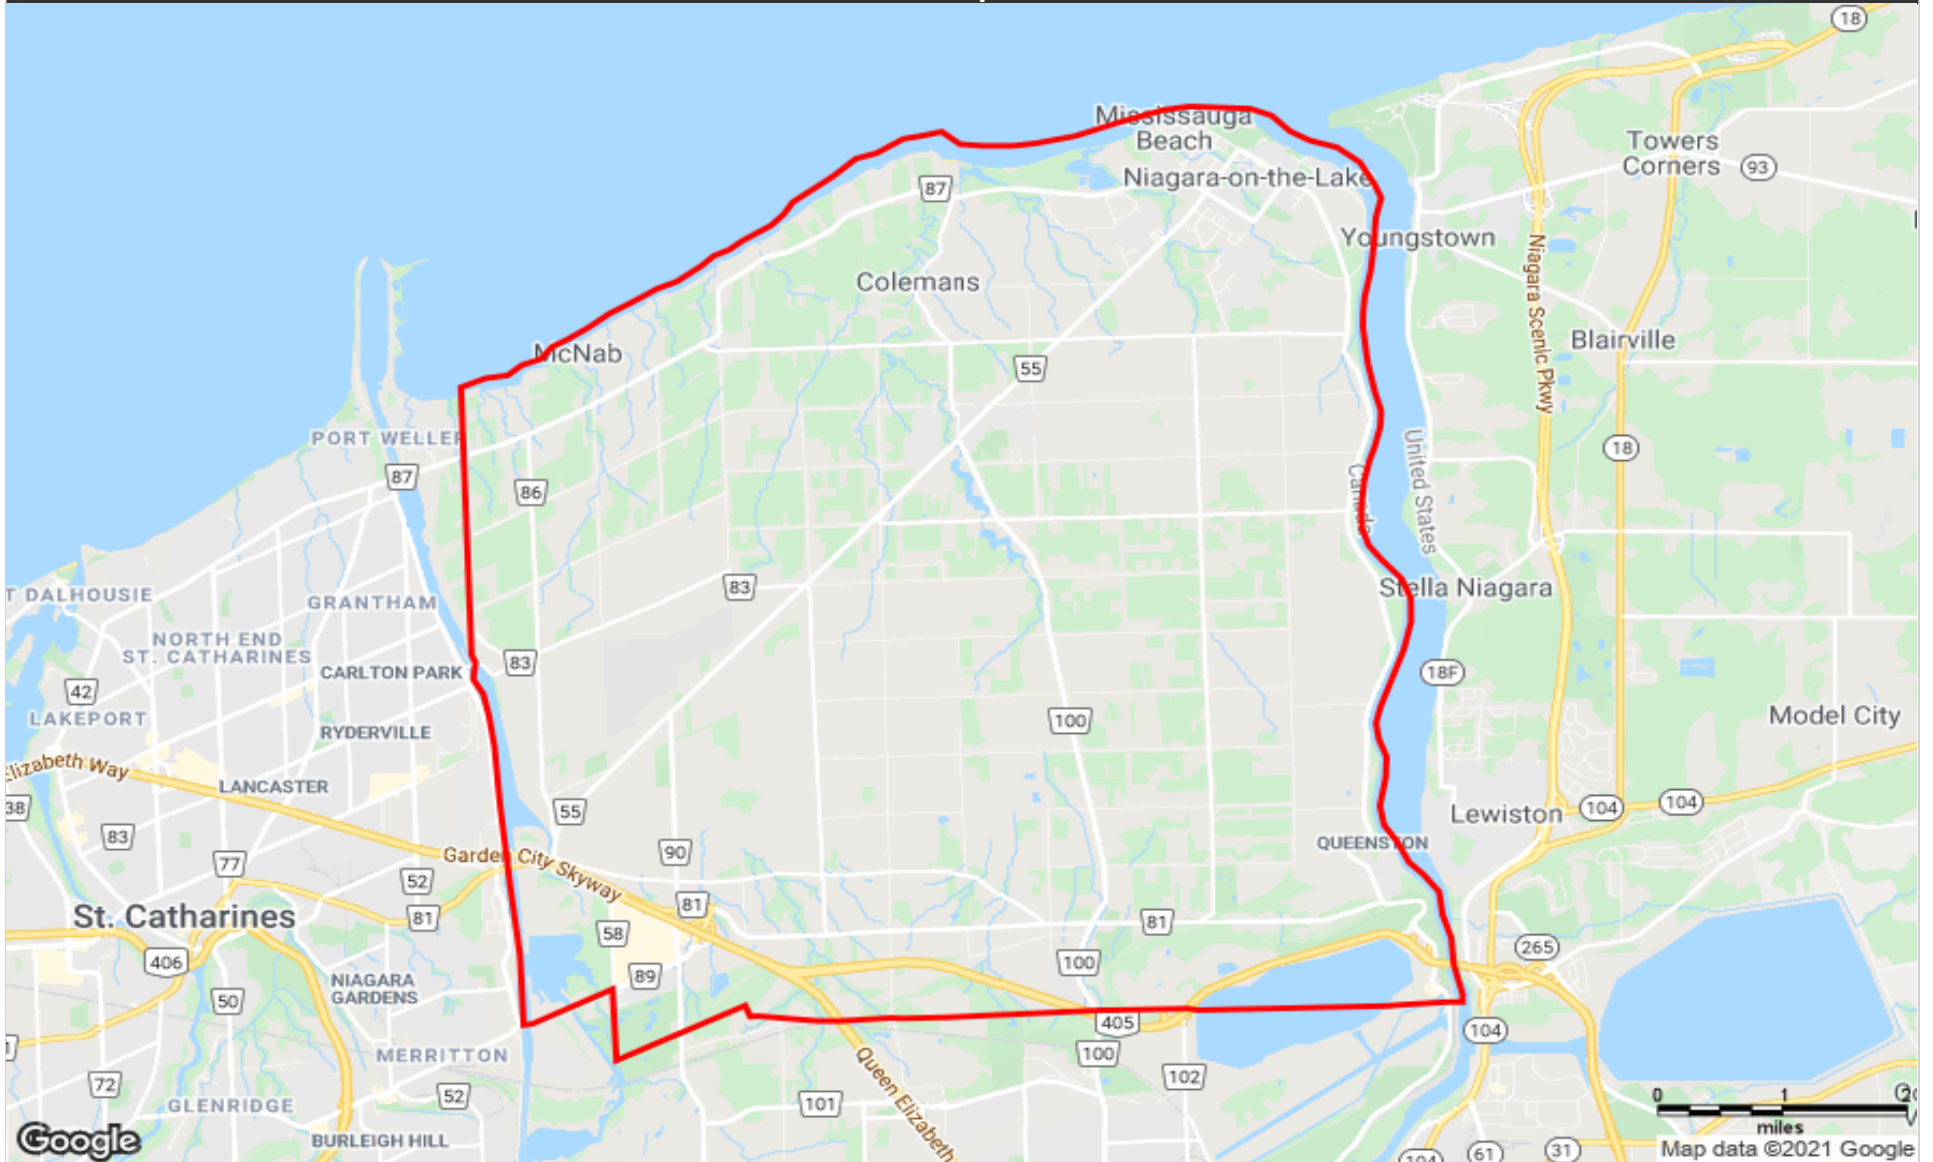 18
Mississauga
Beach
Towers
Corners
93
Niagara-on-the-Lake
87
Youngstown
Colemans
Niagara Scenic Pkwy
Blairville
McNab
55
PORT WELLER
87
86
18
Canada
United States
83
Stella Niagara
T DALHOUSIE
GRANTHAM
NORTH END
ST. CATHARINES
CARLTON PARK
83
18F
42
LAKEPORT
RYDERVILLE
100
Model City
Elizabeth Way
LANCASTER
38
55
104
104
Lewiston
83
QUEENSTON
77
Garden City Skyway
90
52
81
81
81
St. Catharines
58
406
100
265
89
NIAGARA
GARDENS
50
405
104
MERRITTON
100
Queen Elizabeth
102
72
52
101
GLENRIDGE
0 1 2
miles
BURLEIGH HILL
Google
104
61
31
Map data ©2021 Google